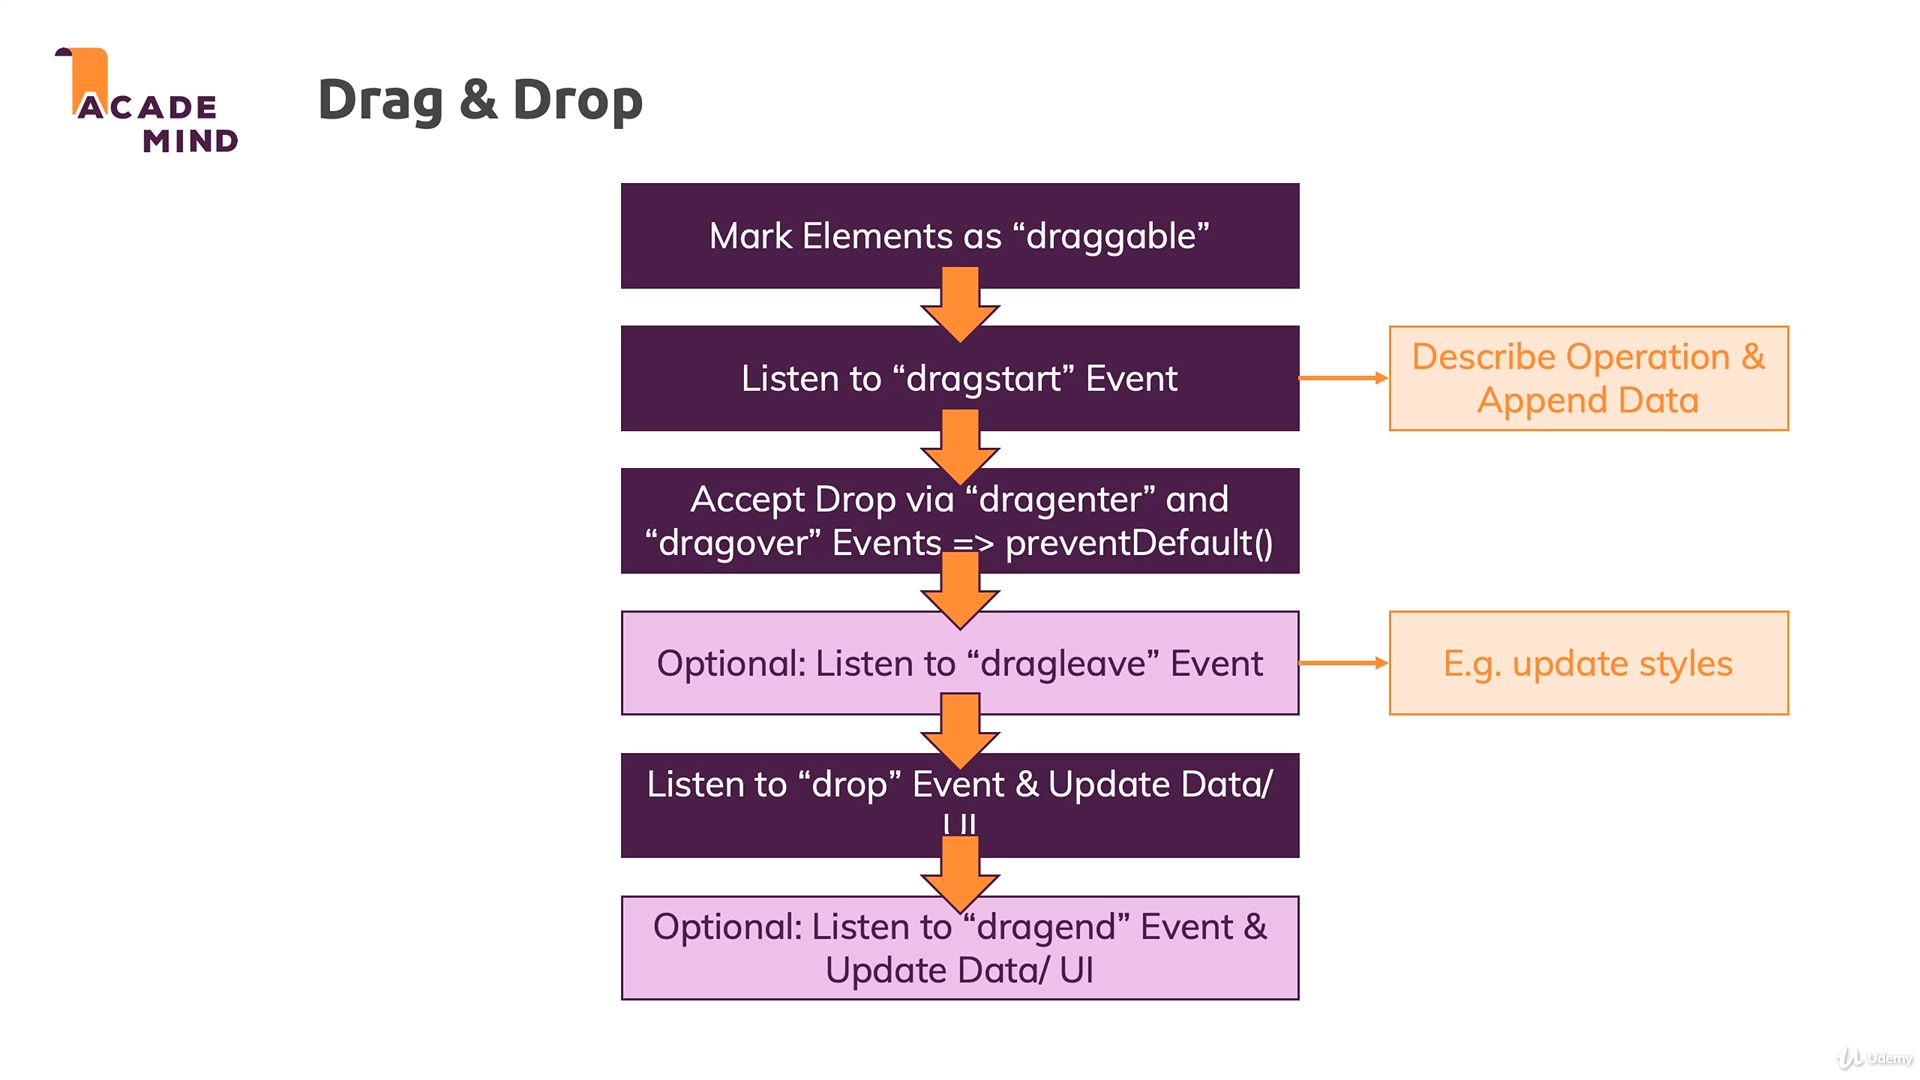 ACADE
MIND
Drag & Drop
Mark Elements as “draggable”
Listen to “dragstart” Event
Describe Operation &
Append Data
Accept Drop via “dragenter” and
“dragover” Events => preventDefault()
Optional: Listen to “dragleave” Event
E.g. update styles
Listen to “drop” Event & Update Data/
UI
Optional: Listen to “dragend” Event &
Update Data/ UI
Udemy